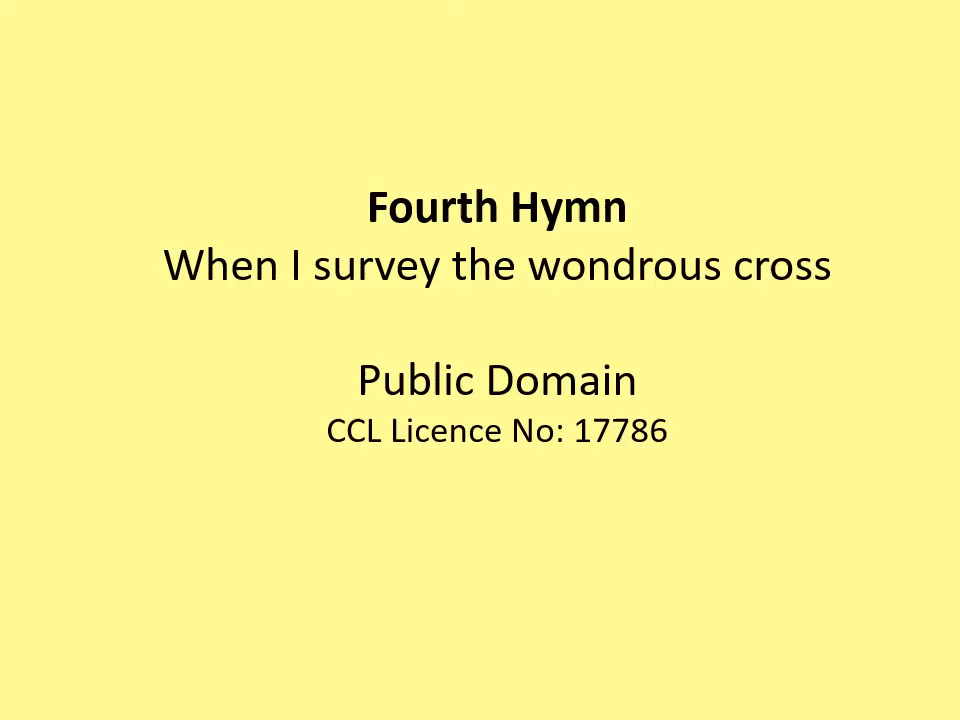 Fourth Hymn
When I survey the wondrous cross
Public Domain
CCL Licence No: 17786